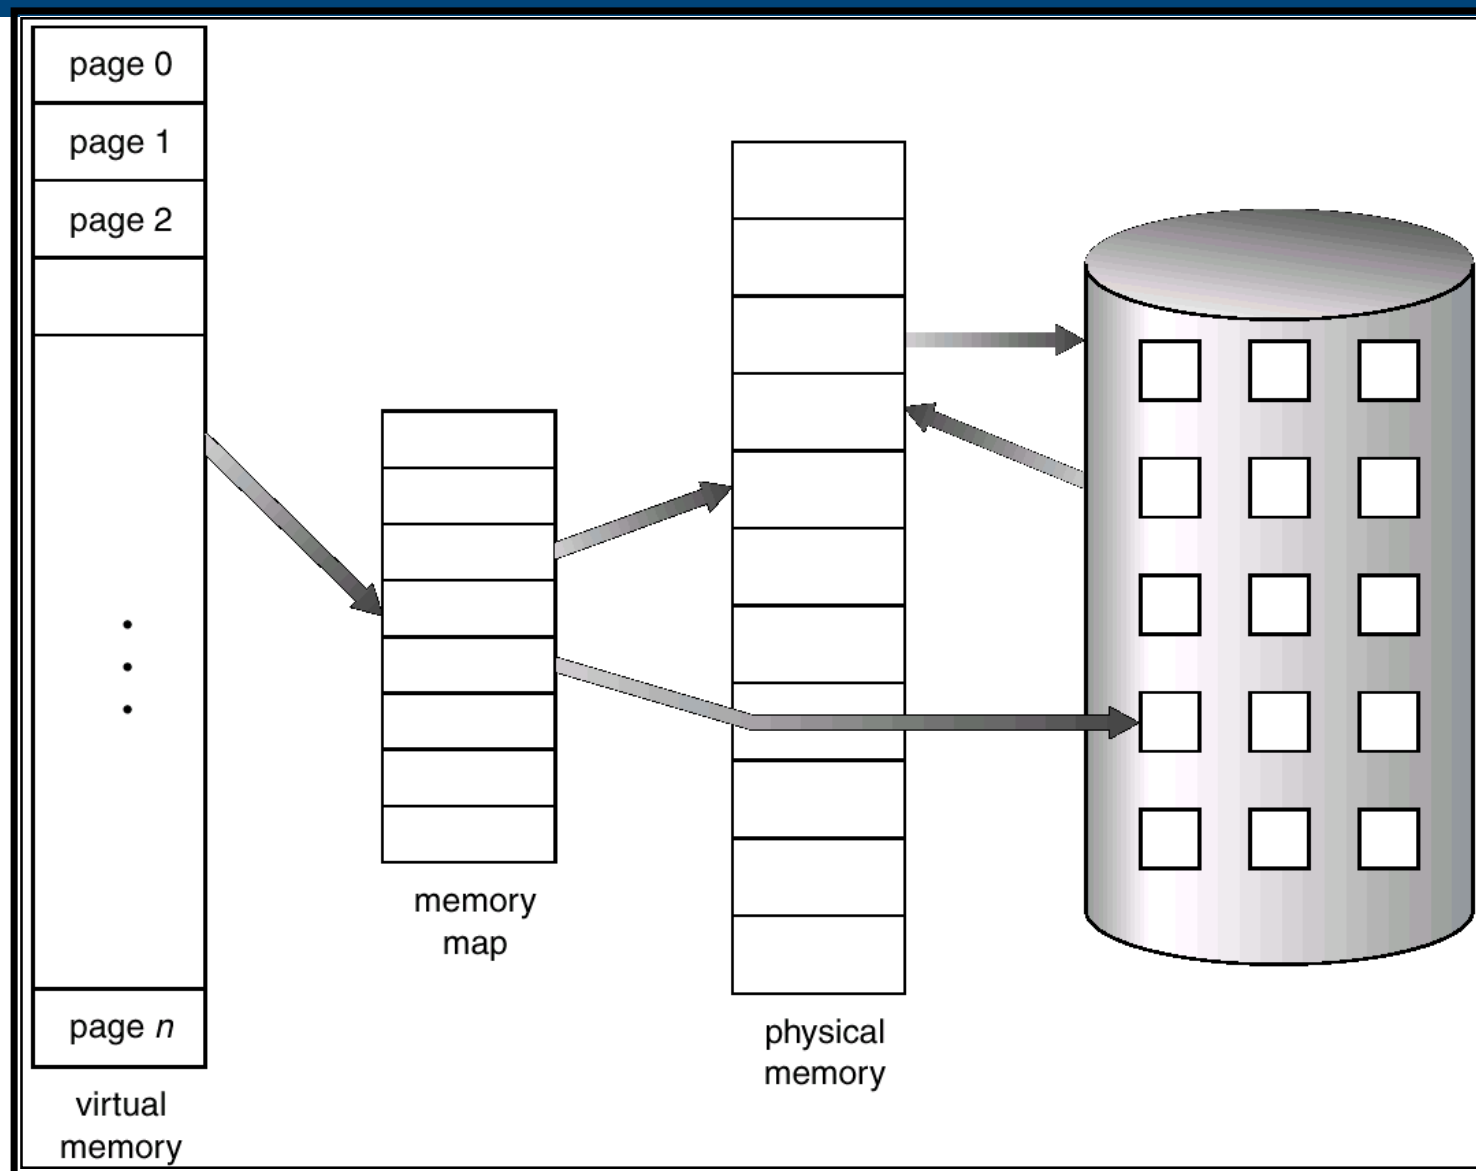 page 0
page 1
page 2
page n
virtual
memory
memory
map
physical
memory